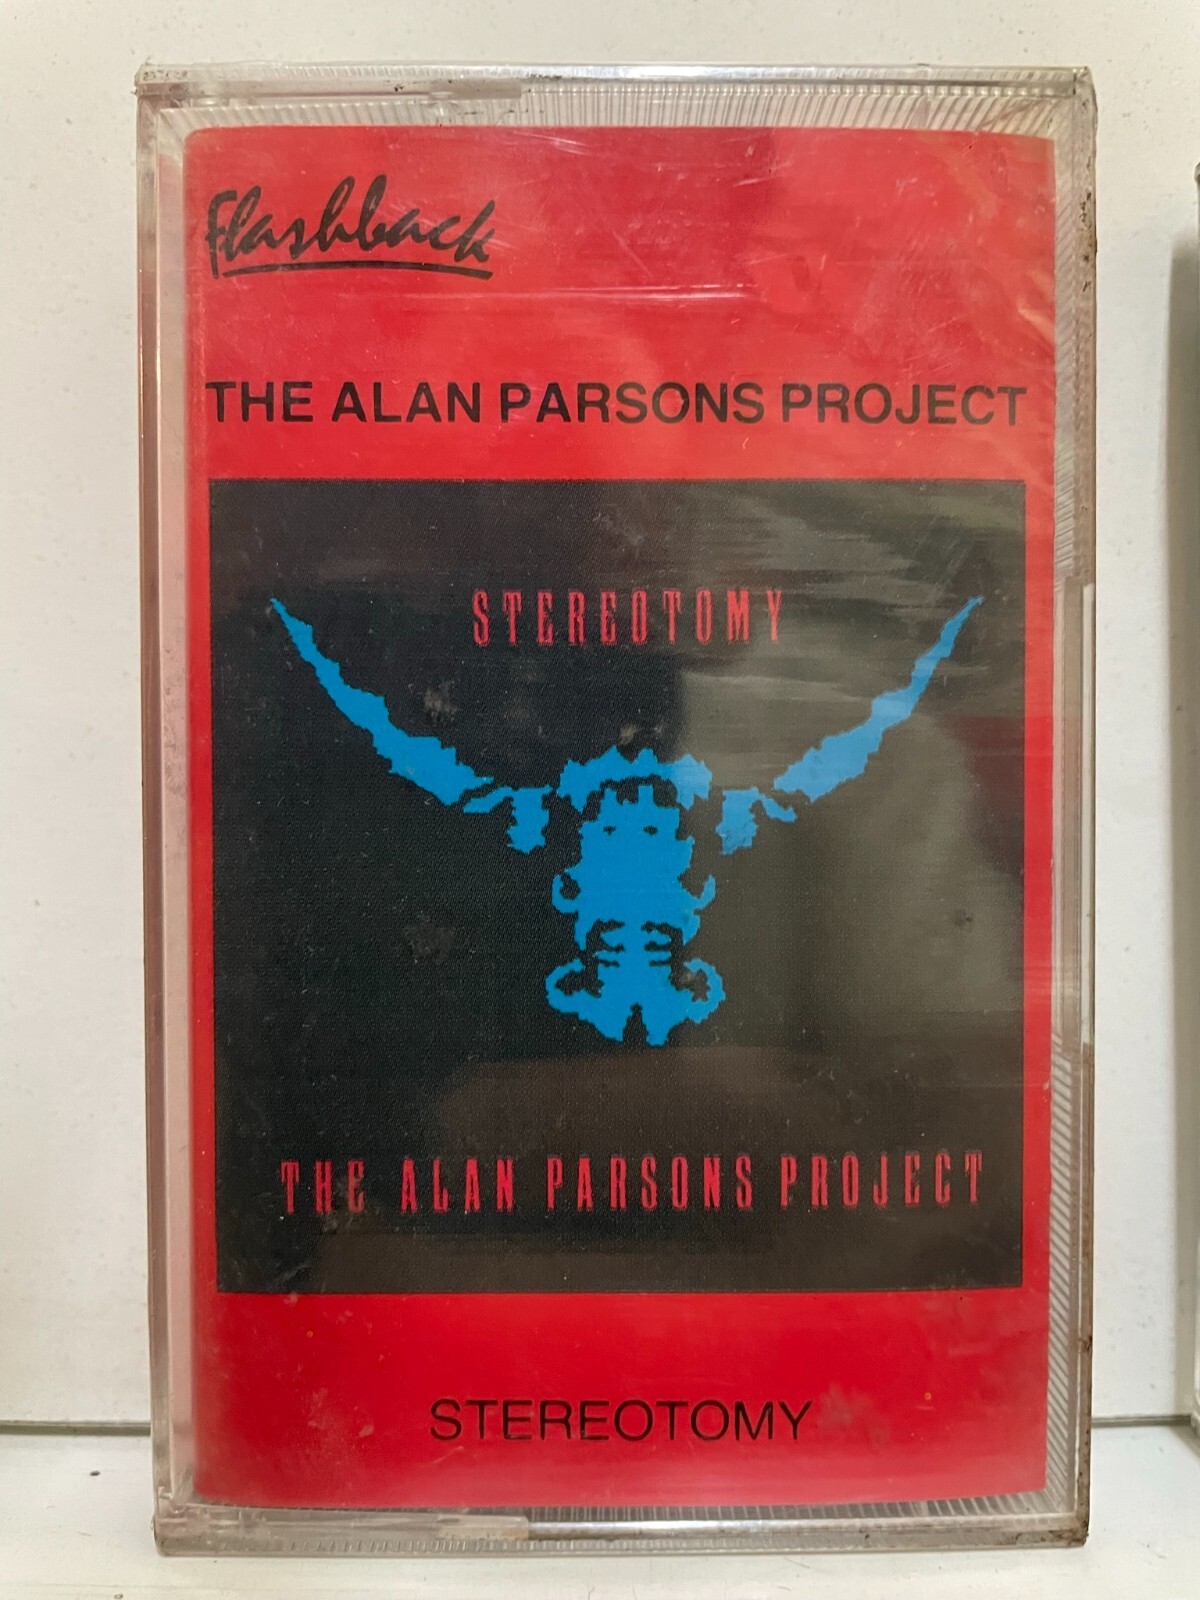 Flashback
THE ALAN PARSONS PROJECT
STEREOTOMY
THE ALAN PARSONS PROJECT
STEREOTOMY